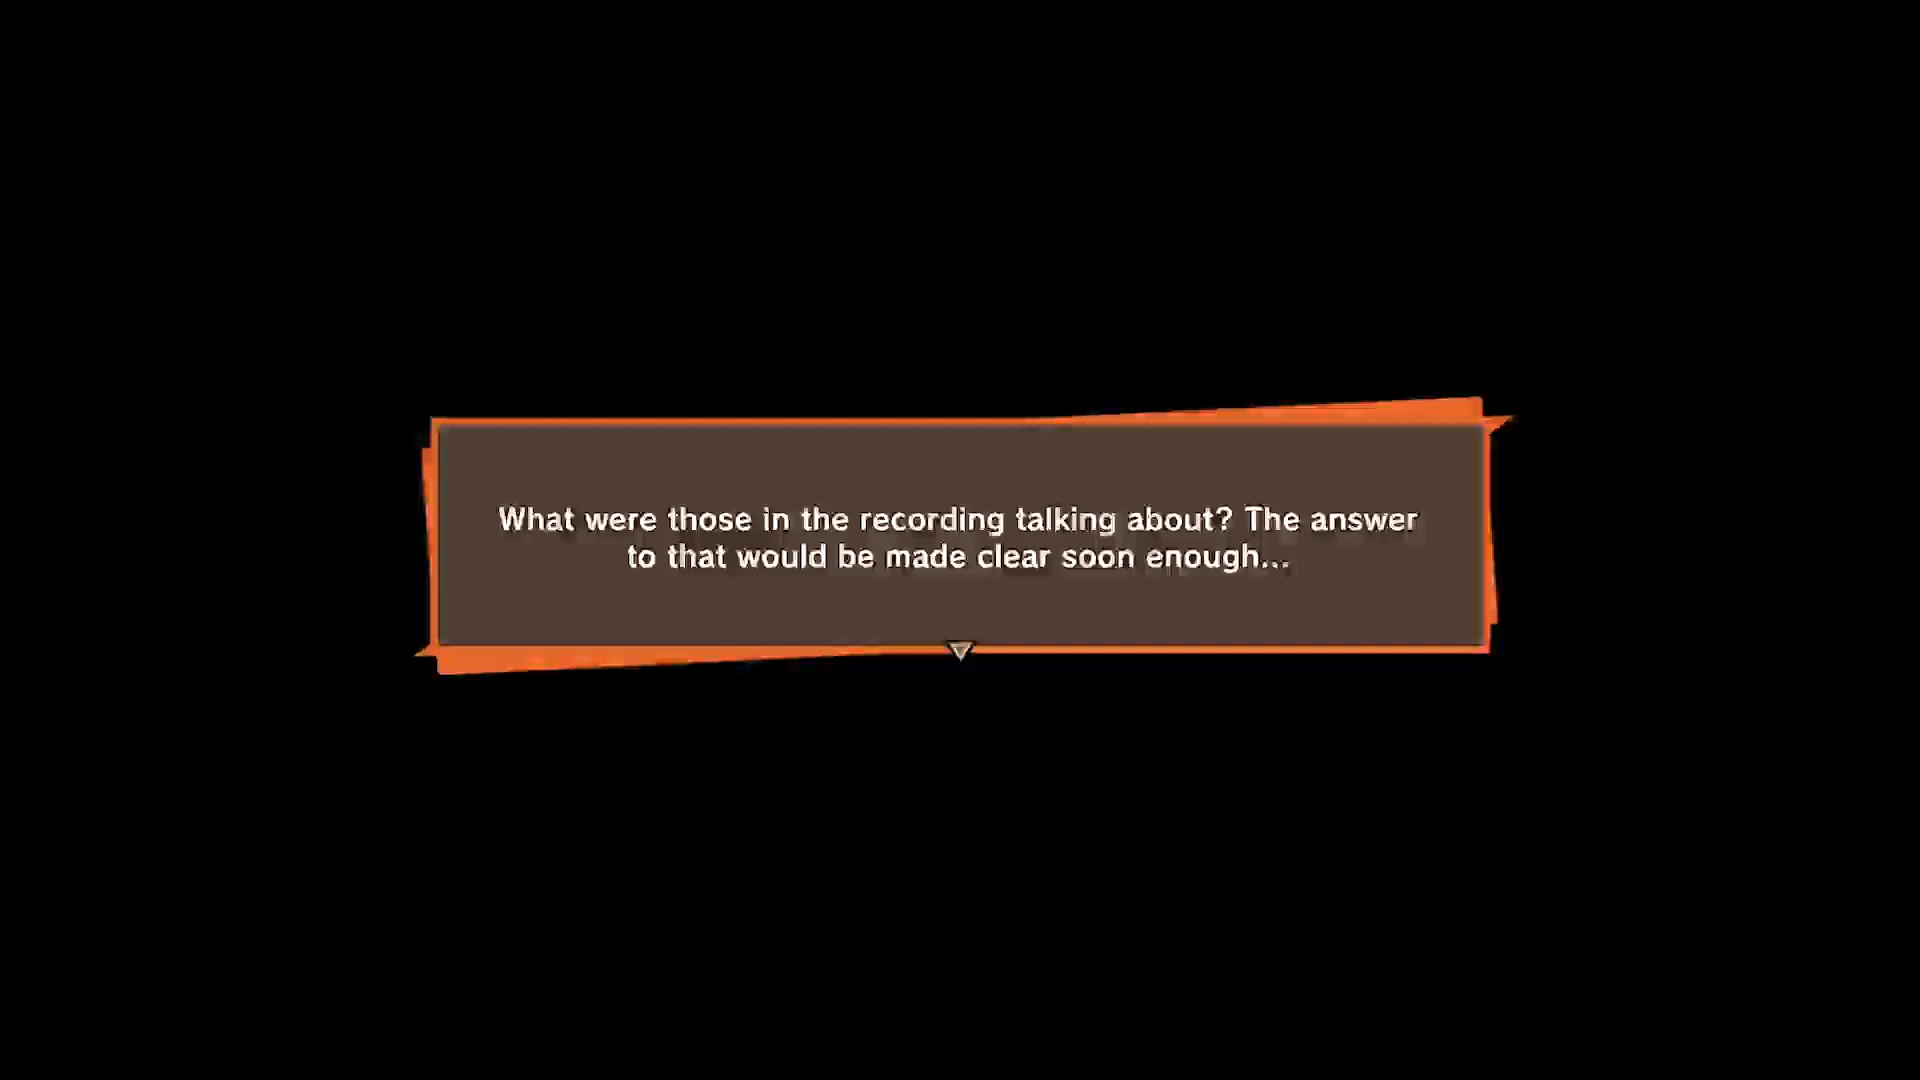 What were those in the recording talking about? The answer
to that would be made clear soon enough...